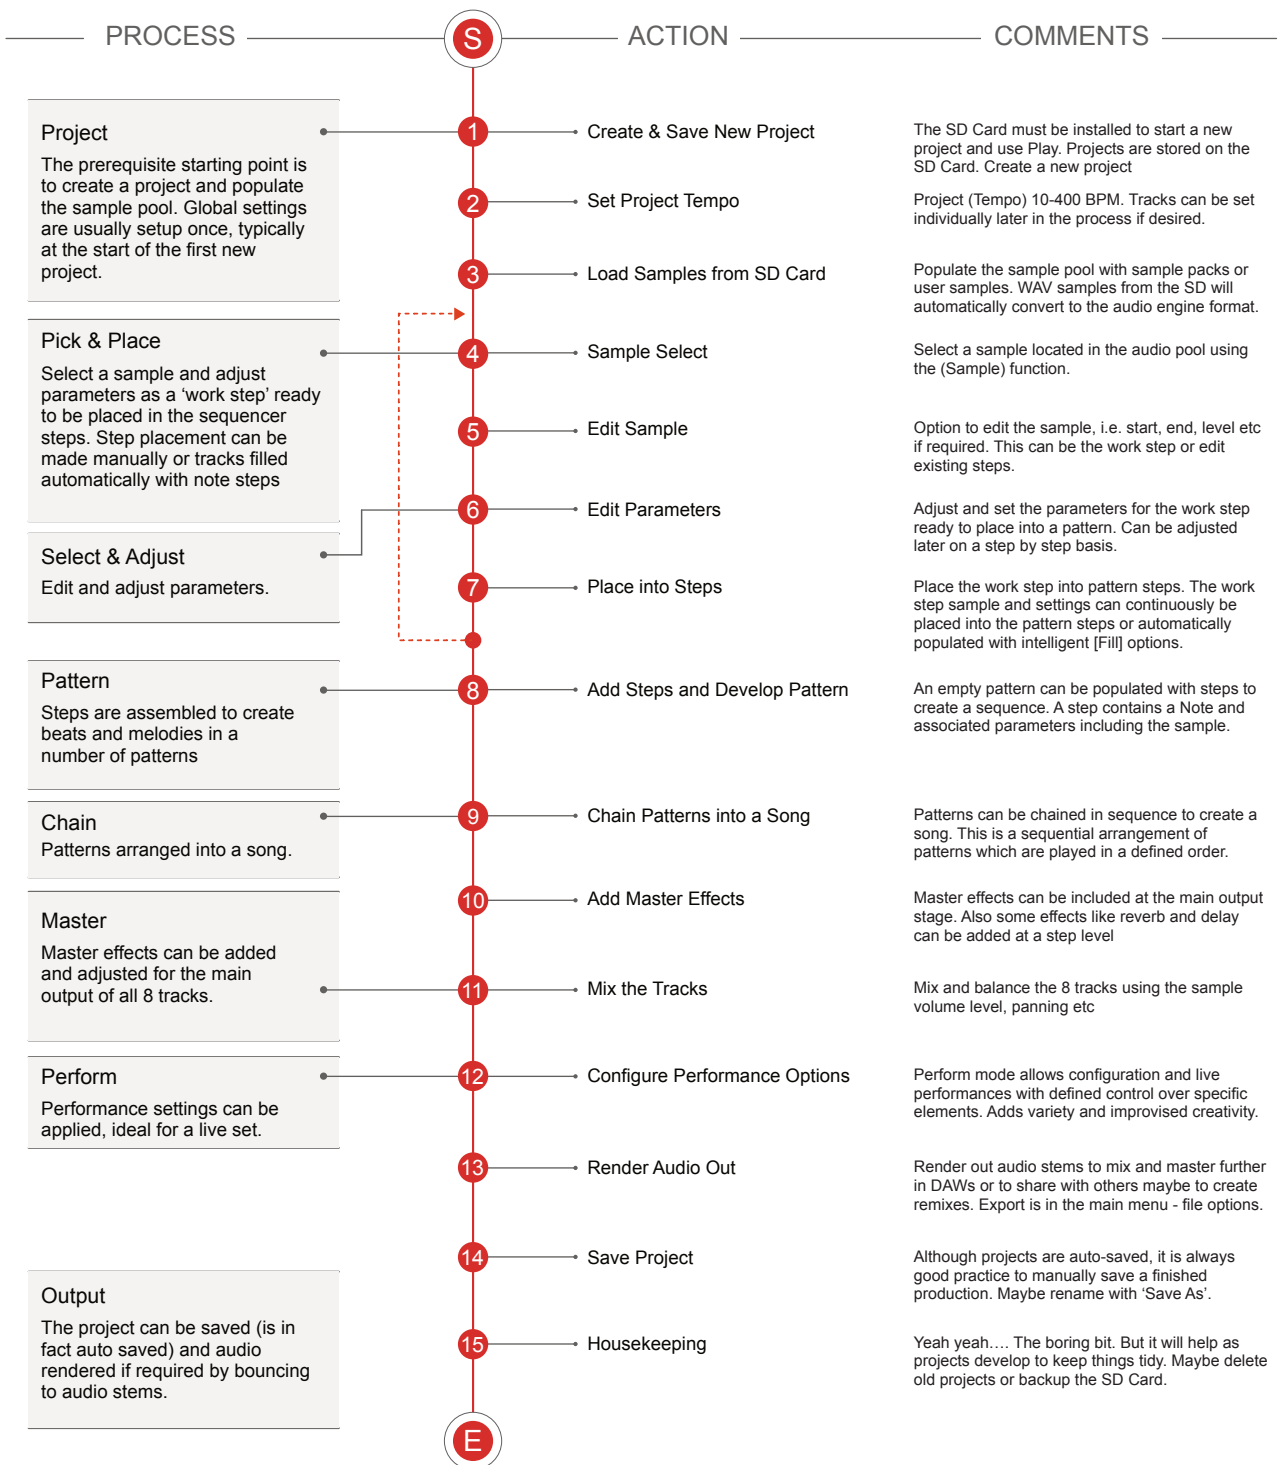 PROCESS
S
ACTION
COMMENTS
Project
The prerequisite starting point is
to create a project and populate
the sample pool. Global settings
are usually setup once, typically
at the start of the first new
project.
1
Create & Save New Project
The SD Card must be installed to start a new
project and use Play. Projects are stored on the
SD Card. Create a new project
2
Set Project Tempo
Project (Tempo) 10-400 BPM. Tracks can be set
individually later in the process if desired.
3
Load Samples from SD Card
Populate the sample pool with sample packs or
user samples. WAV samples from the SD will
automatically convert to the audio engine format.
Pick & Place
Select a sample and adjust
parameters as a ‘work step’ ready
to be placed in the sequencer
steps. Step placement can be
made manually or tracks filled
automatically with note steps
4
Sample Select
Select a sample located in the audio pool using
the (Sample) function.
5
Edit Sample
Option to edit the sample, i.e. start, end, level etc
if required. This can be the work step or edit
existing steps.
6
Edit Parameters
Adjust and set the parameters for the work step
ready to place into a pattern. Can be adjusted
later on a step by step basis.
Select & Adjust
Edit and adjust parameters.
7
Place into Steps
Place the work step into pattern steps. The work
step sample and settings can continuously be
placed into the pattern steps or automatically
populated with intelligent [Fill] options.
Pattern
Steps are assembled to create
beats and melodies in a
number of patterns
8
Add Steps and Develop Pattern
An empty pattern can be populated with steps to
create a sequence. A step contains a Note and
associated parameters including the sample.
Chain
Patterns arranged into a song.
9
Chain Patterns into a Song
Patterns can be chained in sequence to create a
song. This is a sequential arrangement of
patterns which are played in a defined order.
Master
Master effects can be added
and adjusted for the main
output of all 8 tracks.
10
Add Master Effects
Master effects can be included at the main output
stage. Also some effects like reverb and delay
can be added at a step level
11
Mix the Tracks
Mix and balance the 8 tracks using the sample
volume level, panning etc
Perform
Performance settings can be
applied, ideal for a live set.
12
Configure Performance Options
Perform mode allows configuration and live
performances with defined control over specific
elements. Adds variety and improvised creativity.
13
Render Audio Out
Render out audio stems to mix and master further
in DAWs or to share with others maybe to create
remixes. Export is in the main menu - file options.
14
Save Project
Although projects are auto-saved, it is always
good practice to manually save a finished
production. Maybe rename with ‘Save As’.
Output
The project can be saved (is in
fact auto saved) and audio
rendered if required by bouncing
to audio stems.
15
Housekeeping
Yeah yeah…. The boring bit. But it will help as
projects develop to keep things tidy. Maybe delete
old projects or backup the SD Card.
E